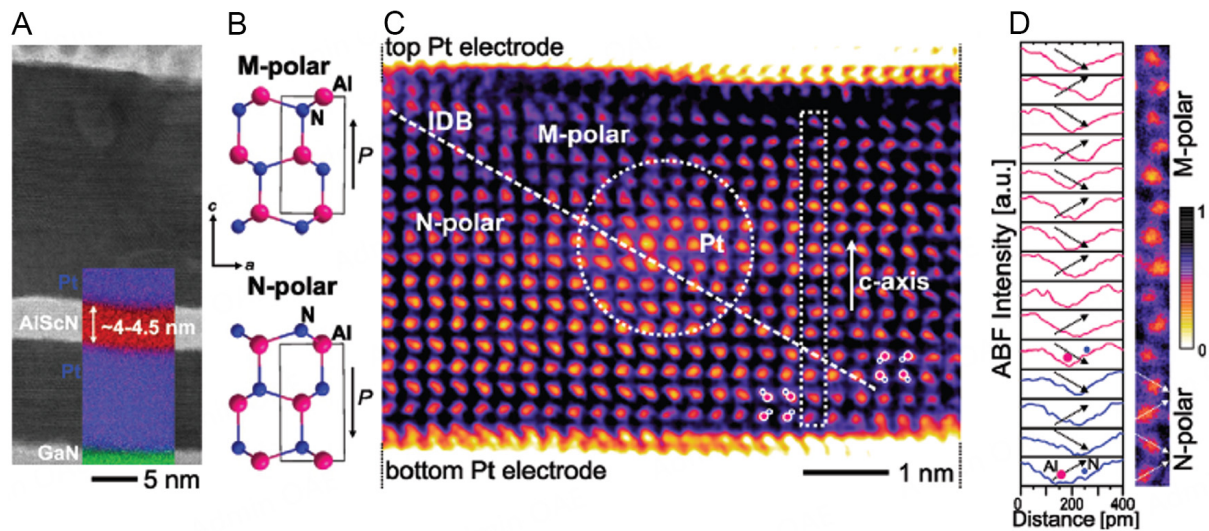 A
Pt
AlScN
~4-4.5 nm
Pt
GaN
5 nm
B
M-polar
Al
N
P
c
a
N-polar
N
Al
P
C
top Pt electrode
IDB
M-polar
N-polar
Pt
c-axis
bottom Pt electrode
1 nm
D
ABF Intensity [a.u.]
Al
N
0 200 400
Distance [pm]
M-polar
N-polar
1
0